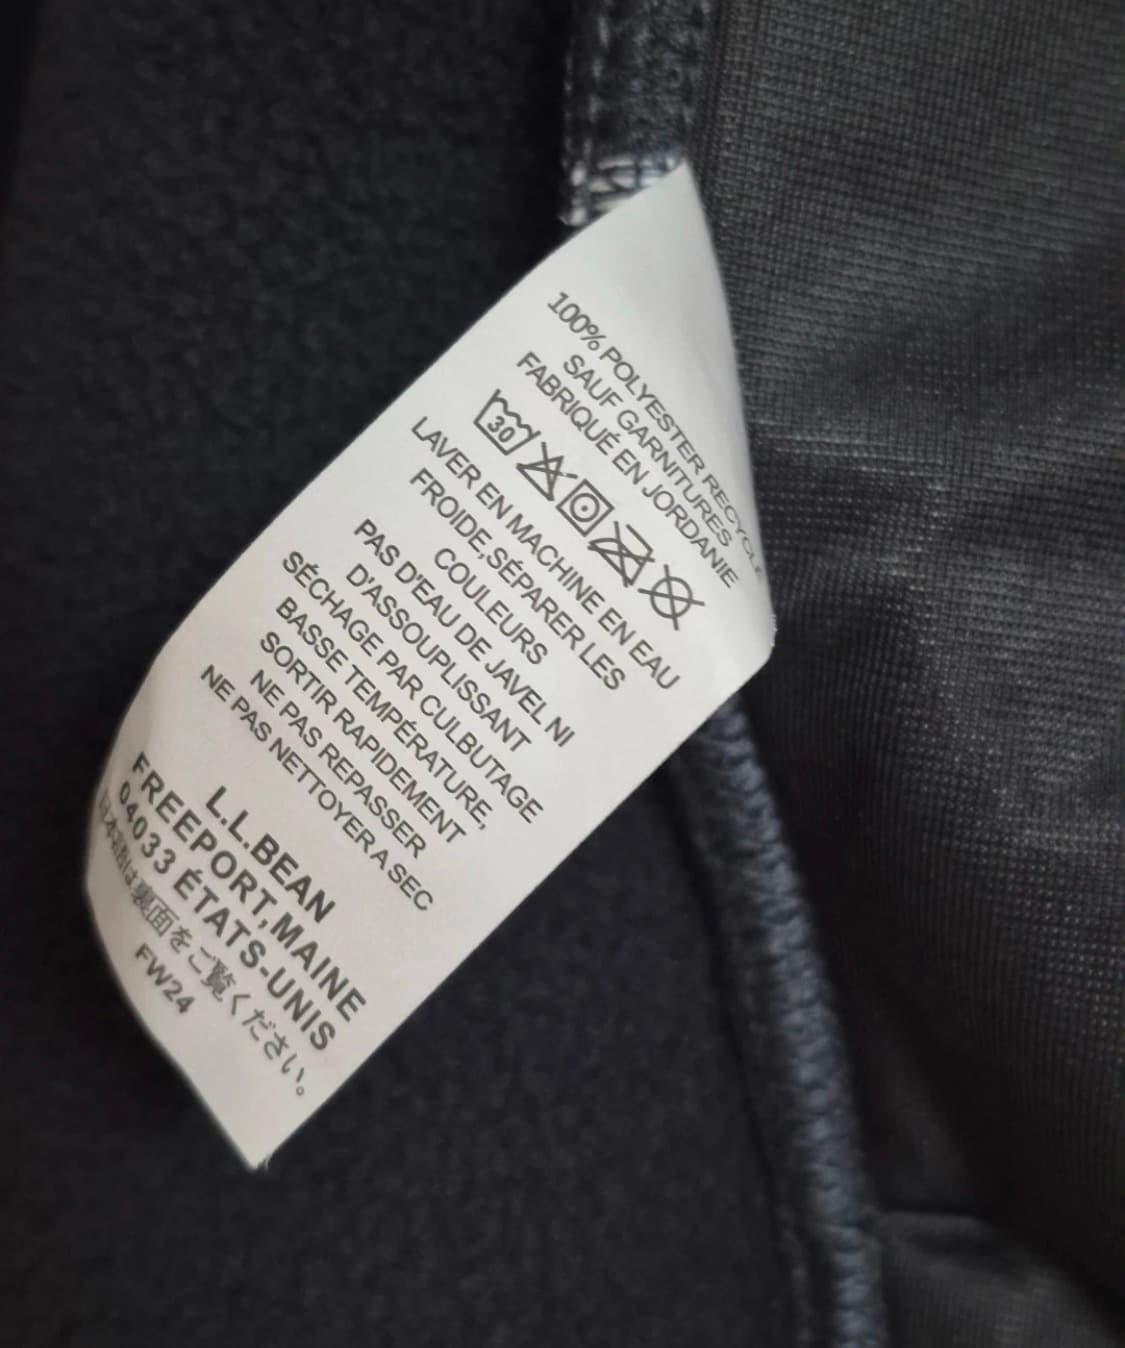 100% POLYESTER RECYCLÉ
SAUF GARNITURES
FABRIQUÉ EN JORDANIE
30
LAVER EN MACHINE EN EAU
FROIDE,SÉPARER LES
COULEURS
PAS D'EAU DE JAVEL NI
D'ASSOUPLISSANT
SÉCHAGE PAR CULBUTAGE
BASSE TEMPÉRATURE,
SORTIR RAPIDEMENT
NE PAS REPASSER
NE PAS NETTOYER A SEC
L.L.BEAN
FREEPORT,MAINE
04033 ÉTATS-UNIS
日本語は裏面をご覧ください。
FW24